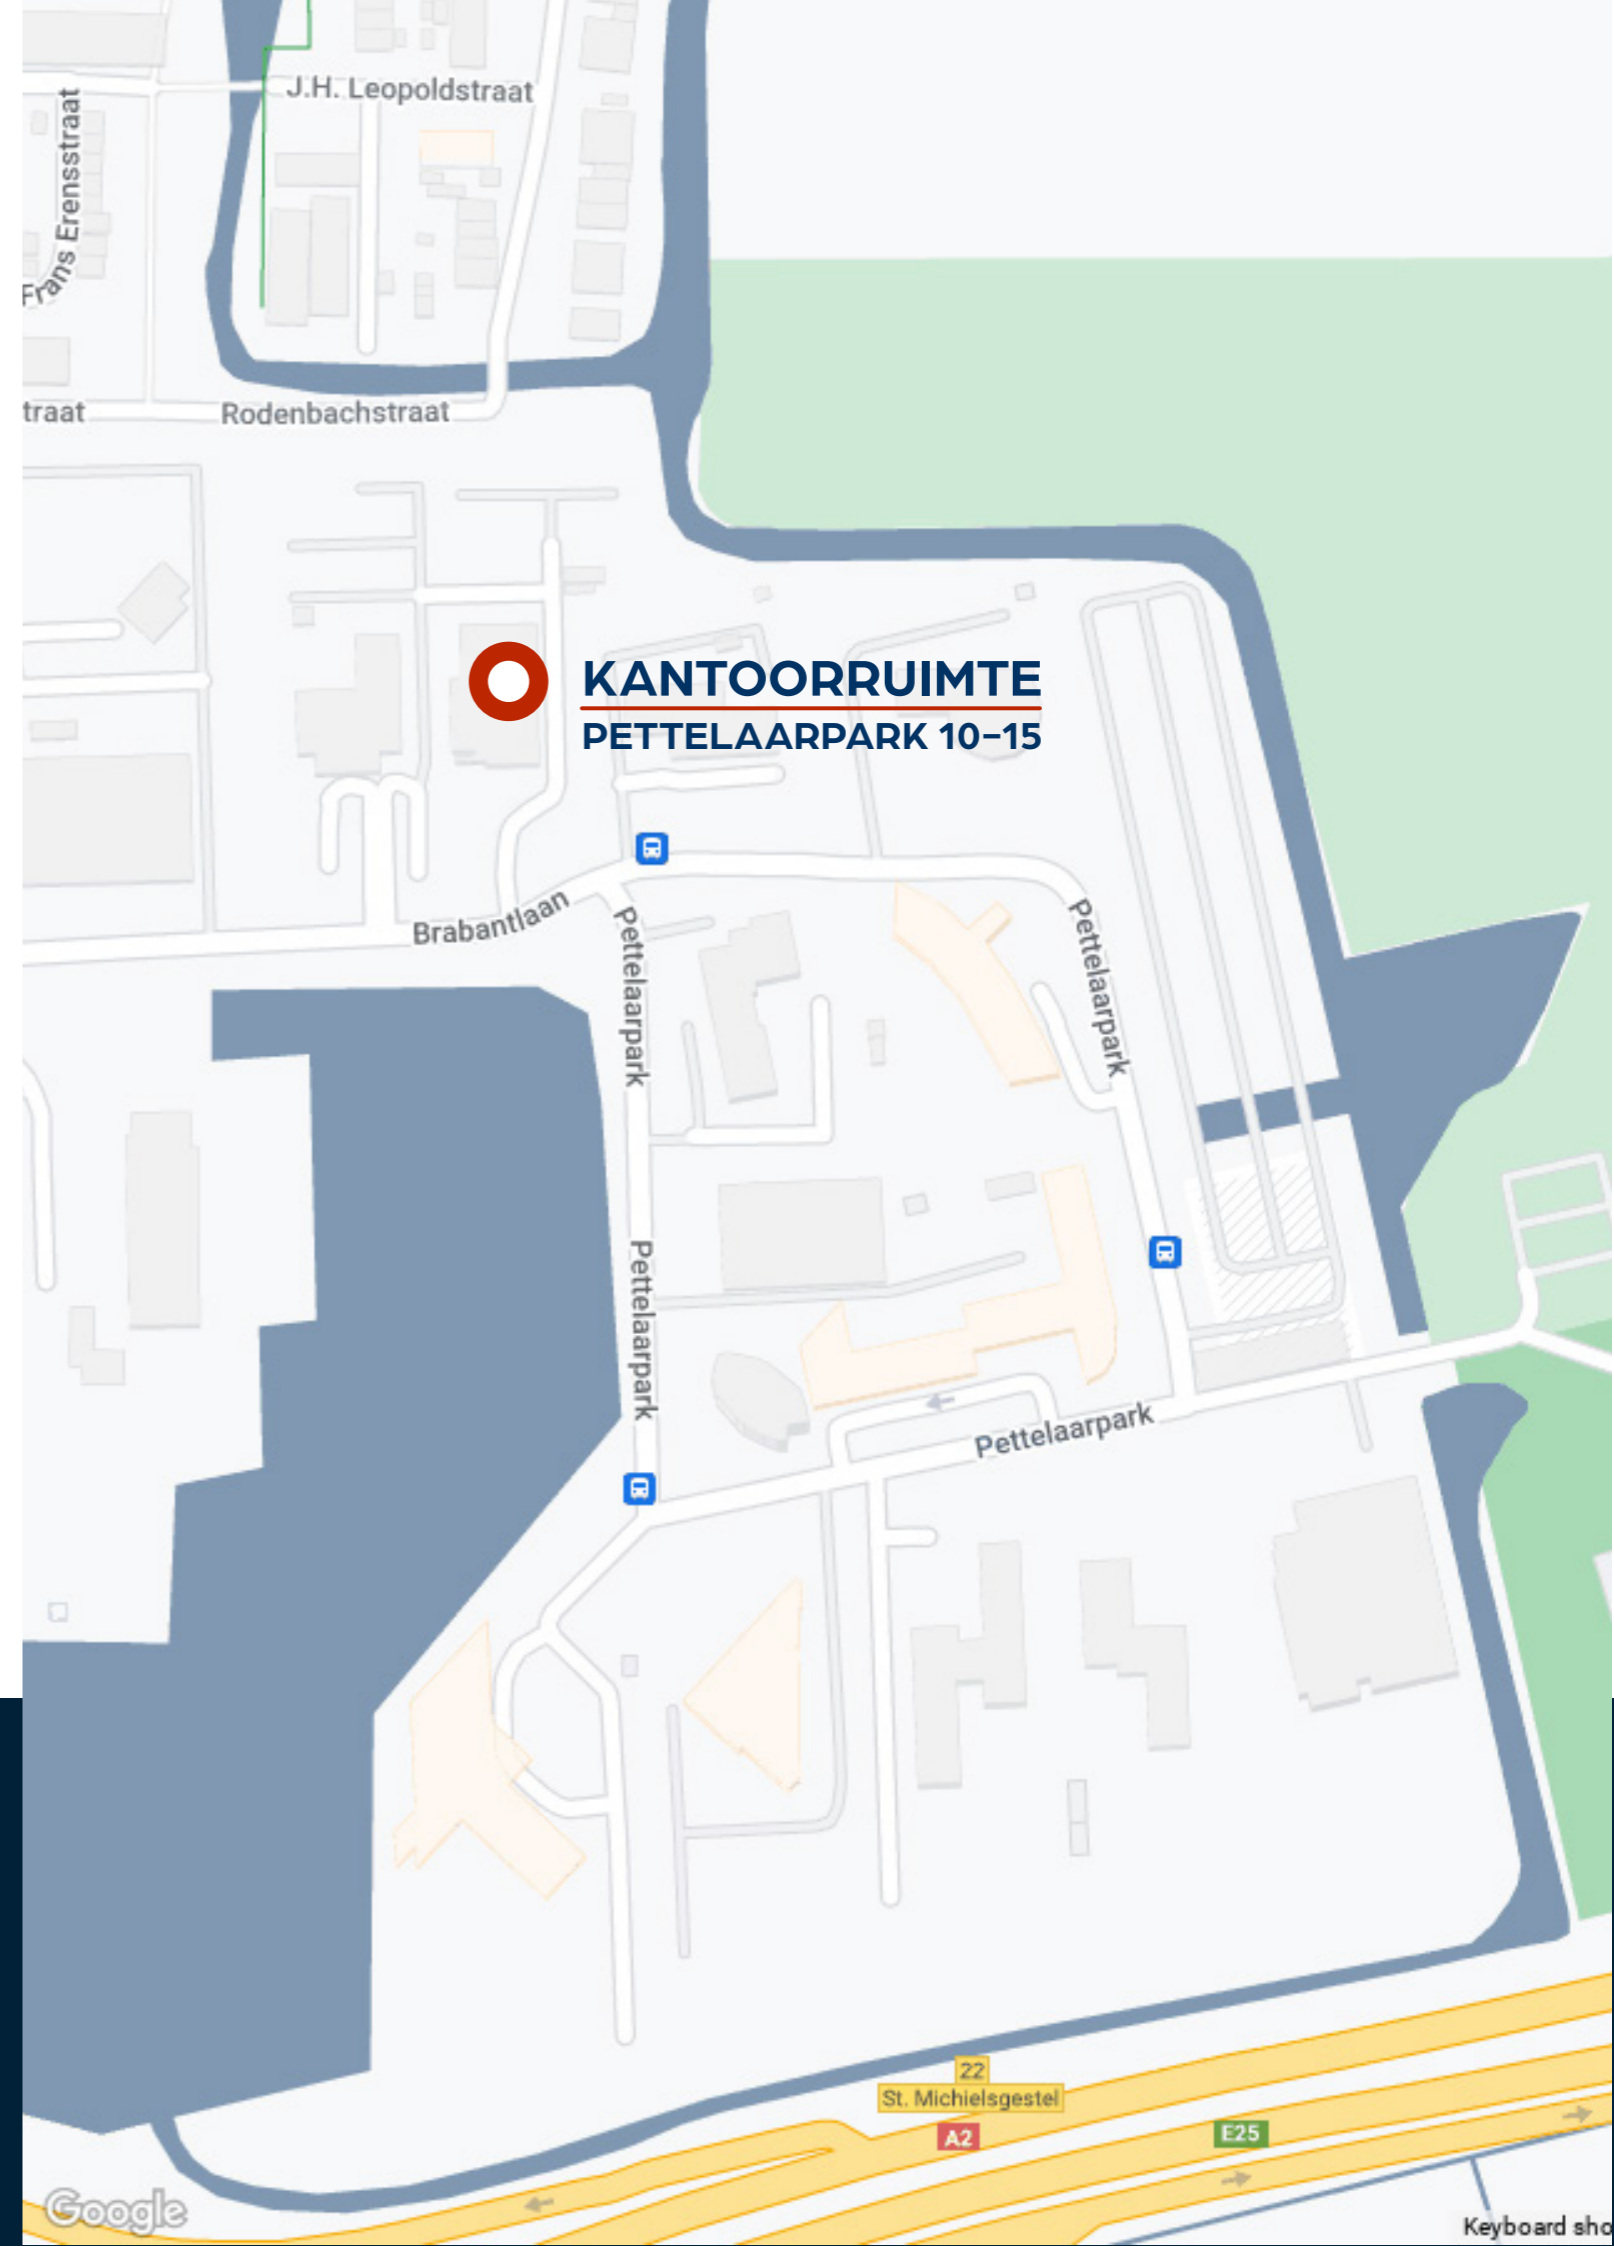 J.H. Leopoldstraat
Frans Erensstraat
traat
Rodenbachstraat
KANTOORRUIMTE
PETTELAARPARK 10–15
Brabantlaan
Pettelaarpark
Pettelaarpark
Pettelaarpark
Pettelaarpark
22
St. Michielsgestel
A2
E25
Google
Keyboard sho